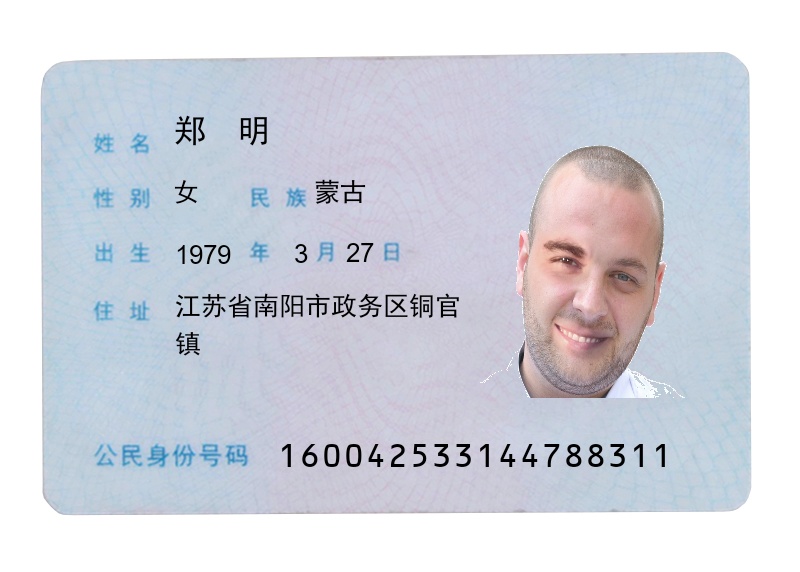 姓名 郑 明
性别 女 民族 蒙古
出生 1979 年 3 月 27 日
住址 江苏省南阳市政务区铜官
镇
公民身份号码 160042533144788311